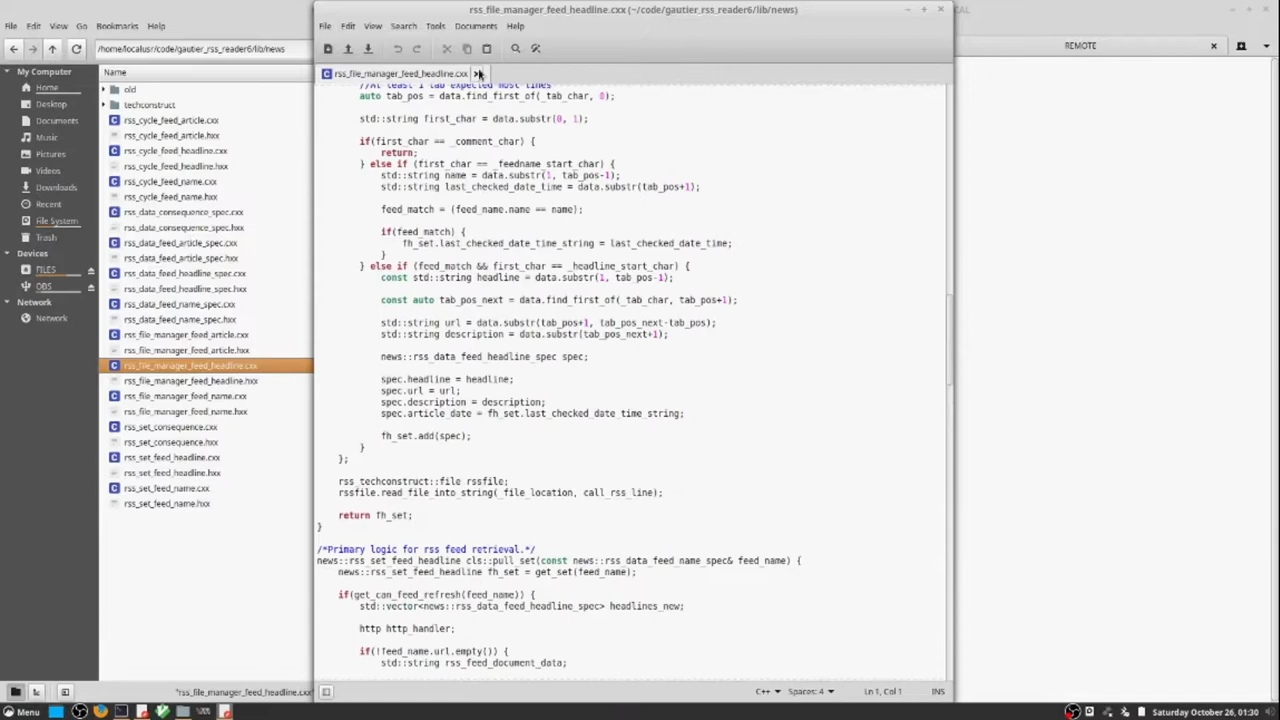 rss_file_manager_feed_headline.cxx (~/code/gautier_rss_reader6/lib/news)
File Edit View Go Bookmarks Help
File Edit View Search Tools Documents Help
/home/localusr/code/gautier_rss_reader6/lib/news
REMOTE
My Computer
Home
Desktop
Documents
Music
Pictures
Videos
Downloads
Recent
File System
Trash
Devices
FILES
OBS
Network
Network
Name
old
techconstruct
rss_cycle_feed_article.cxx
rss_cycle_feed_article.hxx
rss_cycle_feed_headline.cxx
rss_cycle_feed_headline.hxx
rss_cycle_feed_name.cxx
rss_cycle_feed_name.hxx
rss_data_consequence_spec.cxx
rss_data_consequence_spec.hxx
rss_data_feed_article_spec.cxx
rss_data_feed_article_spec.hxx
rss_data_feed_headline_spec.cxx
rss_data_feed_headline_spec.hxx
rss_data_feed_name_spec.cxx
rss_data_feed_name_spec.hxx
rss_file_manager_feed_article.cxx
rss_file_manager_feed_article.hxx
rss_file_manager_feed_headline.cxx
rss_file_manager_feed_headline.hxx
rss_file_manager_feed_name.cxx
rss_file_manager_feed_name.hxx
rss_set_consequence.cxx
rss_set_consequence.hxx
rss_set_feed_headline.cxx
rss_set_feed_headline.hxx
rss_set_feed_name.cxx
rss_set_feed_name.hxx
"rss_file_manager_feed_headline.cxx"
rss_file_manager_feed_headline.cxx
//At least 1 tab expected most lines
auto tab_pos = data.find_first_of(_tab_char, 0);
std::string first_char = data.substr(0, 1);
if(first_char == _comment_char) {
return;
} else if (first_char == _feedname_start_char) {
std::string name = data.substr(1, tab_pos-1);
std::string last_checked_date_time = data.substr(tab_pos+1);
feed_match = (feed_name.name == name);
if(feed_match) {
fh_set.last_checked_date_time_string = last_checked_date_time;
}
} else if (feed_match && first_char == _headline_start_char) {
const std::string headline = data.substr(1, tab_pos-1);
const auto tab_pos_next = data.find_first_of(_tab_char, tab_pos+1);
std::string url = data.substr(tab_pos+1, tab_pos_next-tab_pos);
std::string description = data.substr(tab_pos_next+1);
news::rss_data_feed_headline_spec spec;
spec.headline = headline;
spec.url = url;
spec.description = description;
spec.article_date = fh_set.last_checked_date_time_string;
fh_set.add(spec);
}
};
rss_techconstruct::file rssfile;
rssfile.read_file_into_string(_file_location, call_rss_line);
return fh_set;
}
/*Primary logic for rss feed retrieval.*/
news::rss_set_feed_headline cls::pull_set(const news::rss_data_feed_name_spec& feed_name) {
news::rss_set_feed_headline fh_set = get_set(feed_name);
if(get_can_feed_refresh(feed_name)) {
std::vector<news::rss_data_feed_headline_spec> headlines_new;
http http_handler;
if(!feed_name.url.empty()) {
std::string rss_feed_document_data;
C++ Spaces: 4 Ln 1, Col 1 INS
Menu
Saturday October 26, 01:30